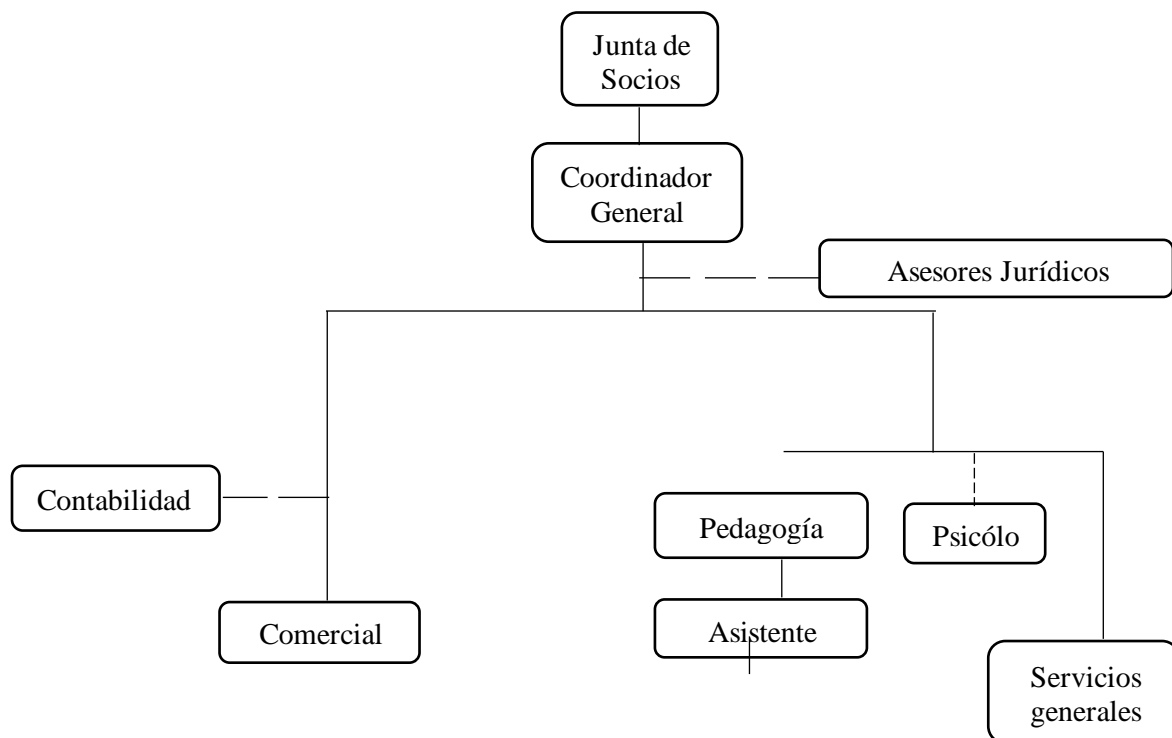 Junta de
Socios
Coordinador
General
Asesores Jurídicos
Contabilidad
Pedagogía
Psicólo
Comercial
Asistente
Servicios
generales